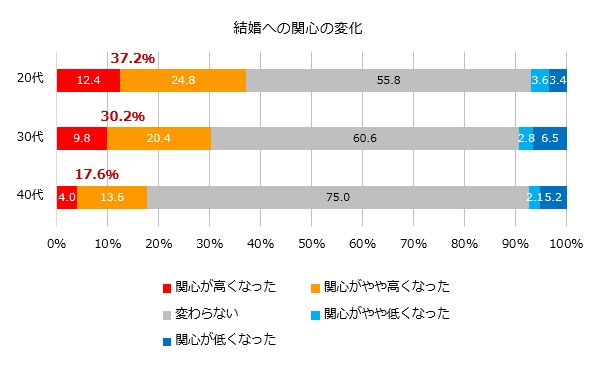 結婚への関心の変化
37.2%
20代 12.4 24.8 55.8 3.6 3.4
30.2%
30代 9.8 20.4 60.6 2.8 6.5
17.6%
40代 4.0 13.6 75.0 2.1 5.2
0% 10% 20% 30% 40% 50% 60% 70% 80% 90% 100%
関心が高くなった 関心がやや高くなった
変わらない 関心がやや低くなった
関心が低くなった